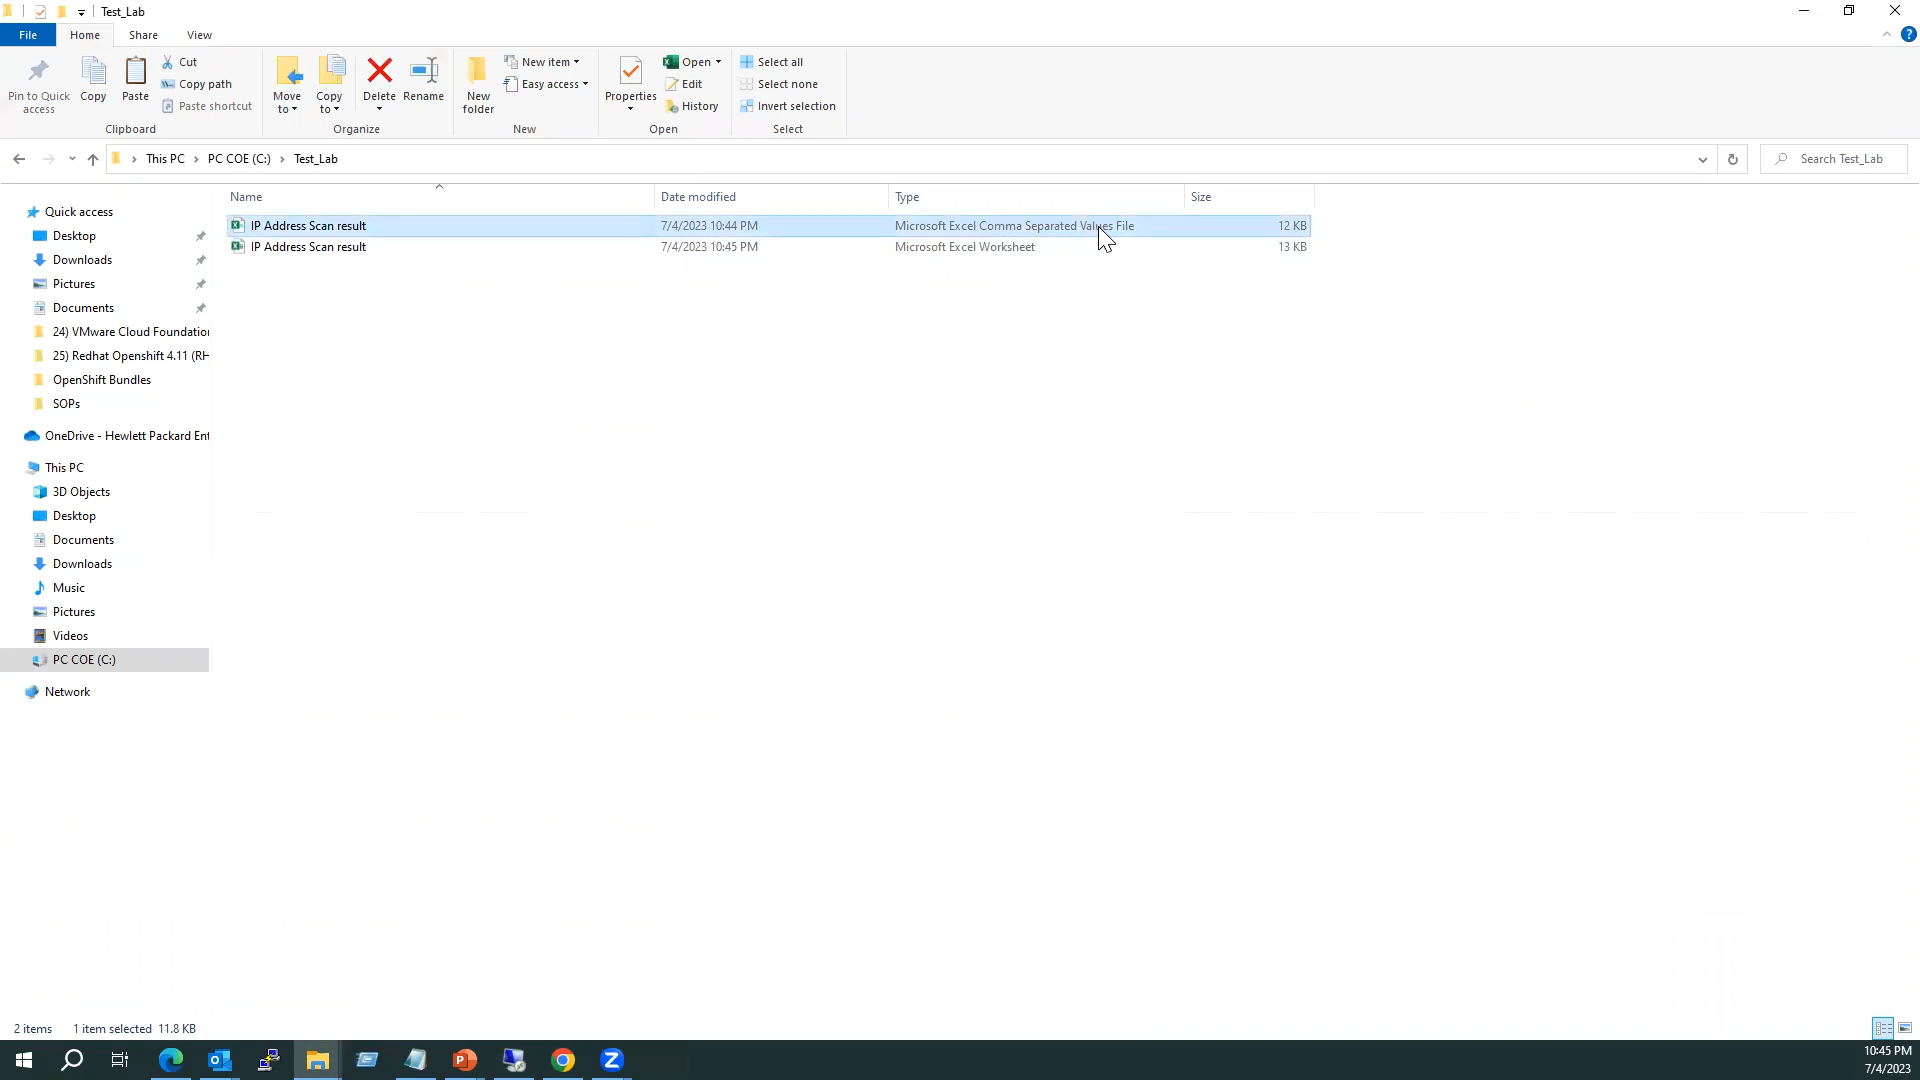 Test_Lab
File Home Share View
Pin to Quick access
Copy
Paste
Cut
Copy path
Paste shortcut
Clipboard
Move to
Copy to
Delete
Rename
Organize
New folder
New item
Easy access
New
Properties
Open
Edit
History
Open
Select all
Select none
Invert selection
Select
This PC > PC COE (C:) > Test_Lab
Search Test_Lab
Name Date modified Type Size
IP Address Scan result 7/4/2023 10:44 PM Microsoft Excel Comma Separated Values File 12 KB
IP Address Scan result 7/4/2023 10:45 PM Microsoft Excel Worksheet 13 KB
Quick access
Desktop
Downloads
Pictures
Documents
24) VMware Cloud Foundatio
25) Redhat Openshift 4.11 (RH
OpenShift Bundles
SOPs
OneDrive - Hewlett Packard Ent
This PC
3D Objects
Desktop
Documents
Downloads
Music
Pictures
Videos
PC COE (C:)
Network
2 items 1 item selected 11.8 KB
10:45 PM
7/4/2023